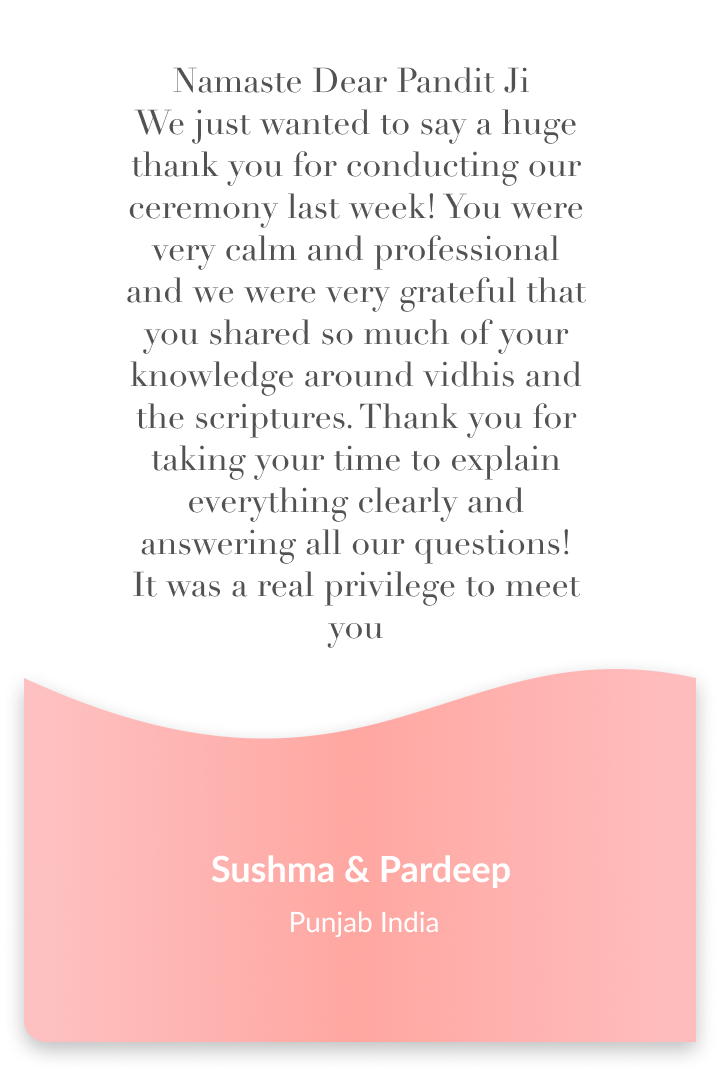 Namaste Dear Pandit Ji
We just wanted to say a huge
thank you for conducting our
ceremony last week! You were
very calm and professional
and we were very grateful that
you shared so much of your
knowledge around vidhis and
the scriptures. Thank you for
taking your time to explain
everything clearly and
answering all our questions!
It was a real privilege to meet
you
Sushma & Pardeep
Punjab India